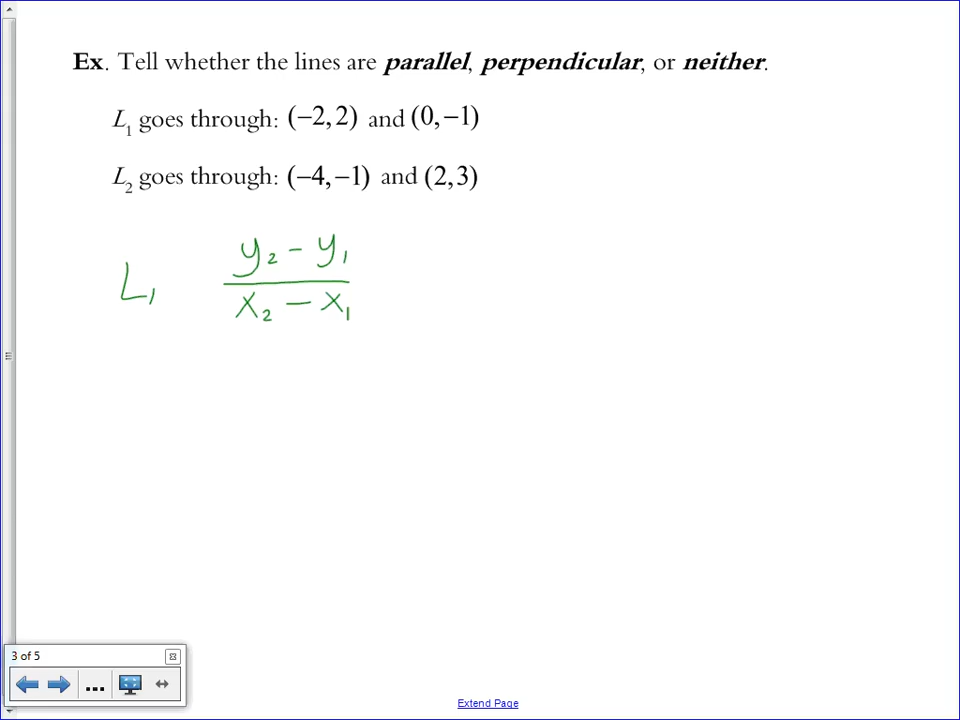 Ex. Tell whether the lines are parallel, perpendicular, or neither.
L1 goes through: (−2, 2) and (0, −1)
L2 goes through: (−4, −1) and (2, 3)
y2 − y1
L1
x2 − x1
3 of 5
...
Extend Page